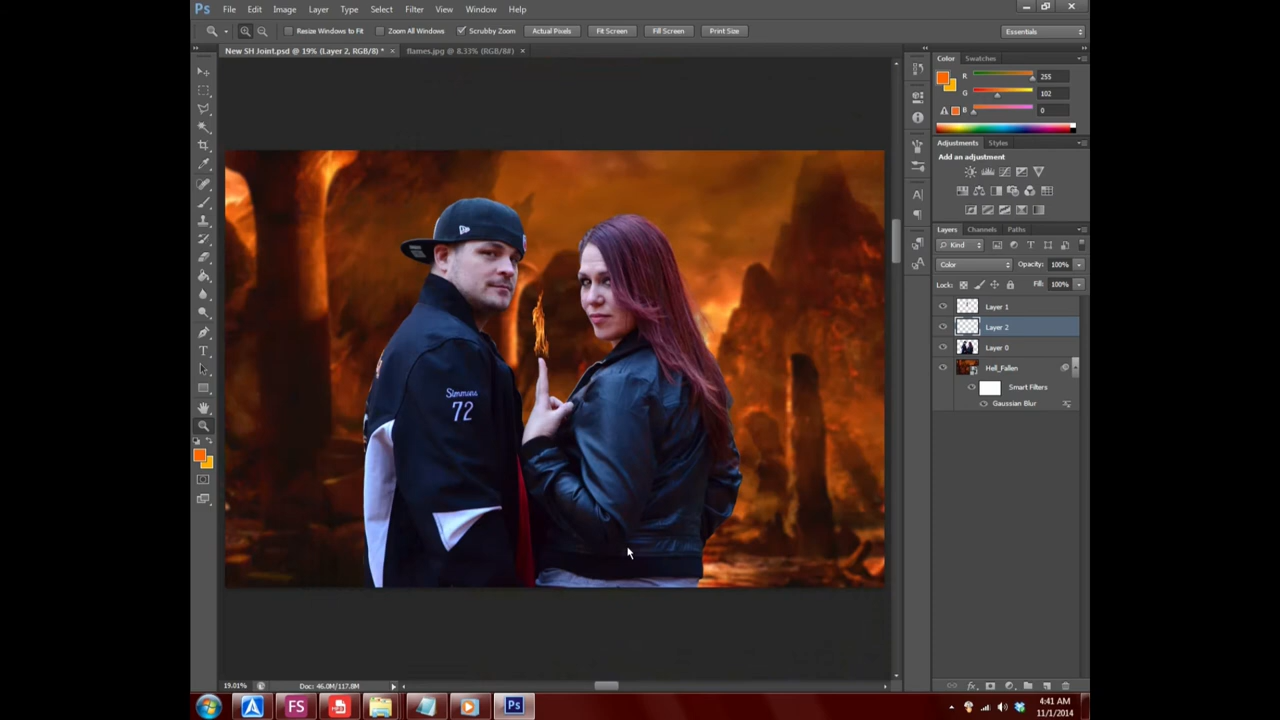 Ps File Edit Image Layer Type Select Filter View Window Help
Resize Windows to Fit Zoom All Windows Scrubby Zoom Actual Pixels Fit Screen Fill Screen Print Size Essentials
New SH Joint.psd @ 19% (Layer 2, RGB/8) * × flames.jpg @ 8.33% (RGB/8#) ×
Color Swatches
R 255
G 102
B 0
Adjustments Styles
Add an adjustment
Layers Channels Paths
Kind
Color Opacity: 100%
Lock: Fill: 100%
Layer 1
Layer 2
Layer 0
Hell_Fallen
Smart Filters
Gaussian Blur
Simmons
72
19.01% Doc: 46.0M/117.8M
FS Ps
4:41 AM
11/1/2014